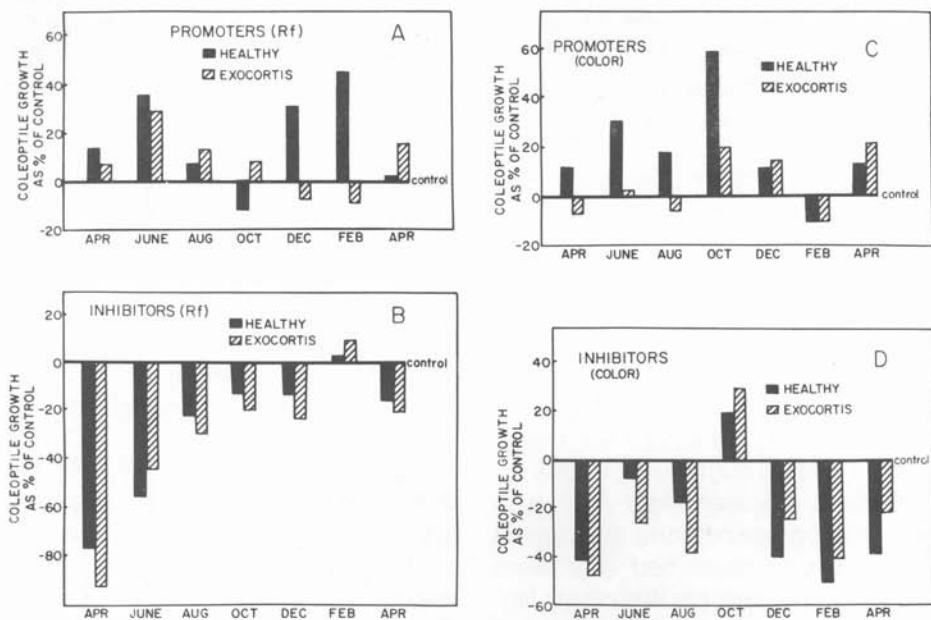 PROMOTERS (Rf)
A
HEALTHY
EXOCORTIS
COLEOPTILE GROWTH
AS % OF CONTROL
60
40
20
0
-20
control
APR JUNE AUG OCT DEC FEB APR
PROMOTERS
(COLOR)
C
HEALTHY
EXOCORTIS
COLEOPTILE GROWTH
AS % OF CONTROL
60
40
20
0
-20
control
APR JUNE AUG OCT DEC FEB APR
INHIBITORS (Rf)
B
HEALTHY
EXOCORTIS
COLEOPTILE GROWTH
AS % OF CONTROL
20
0
-20
-40
-60
-80
control
APR JUNE AUG OCT DEC FEB APR
INHIBITORS
(COLOR)
D
HEALTHY
EXOCORTIS
COLEOPTILE GROWTH
AS % OF CONTROL
40
20
0
-20
-40
-60
control
APR JUNE AUG OCT DEC FEB APR